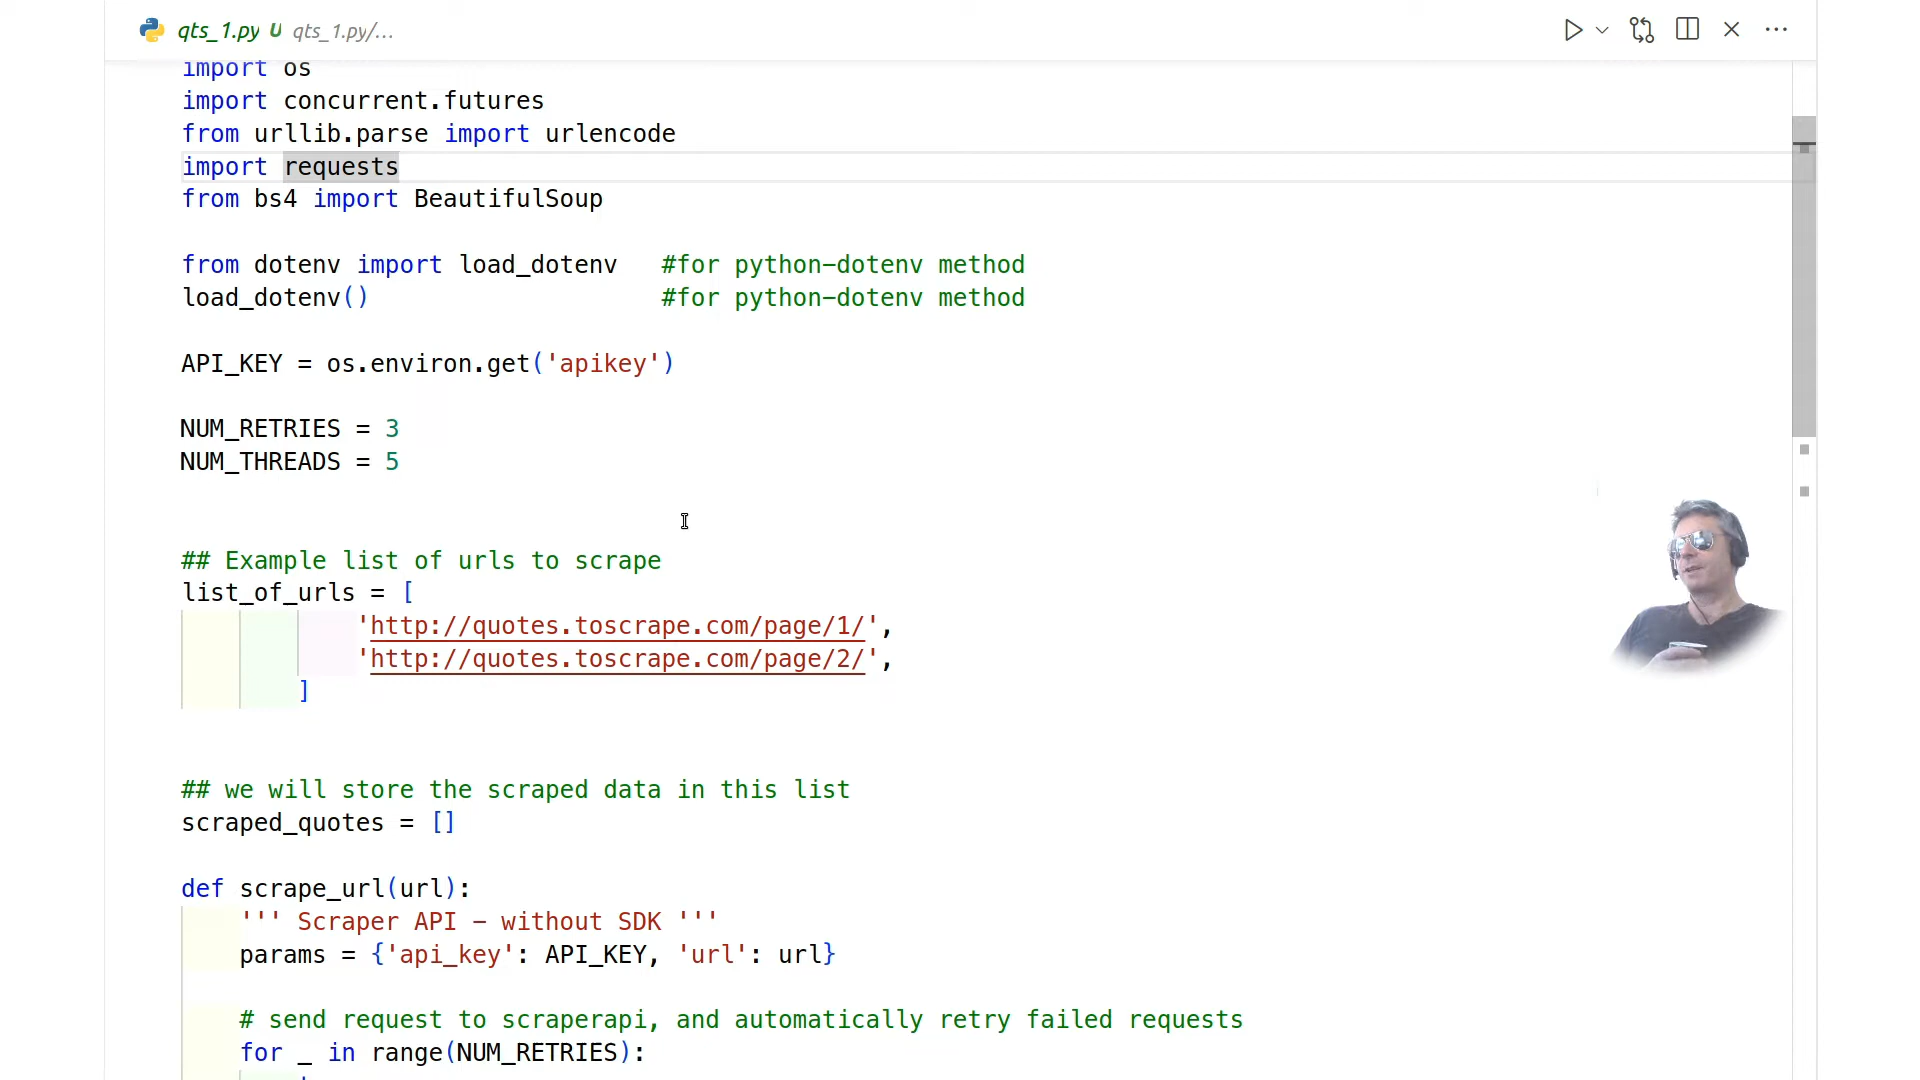 qts_1.py U qts_1.py/...
import os
import concurrent.futures
from urllib.parse import urlencode
import requests
from bs4 import BeautifulSoup
from dotenv import load_dotenv #for python-dotenv method
load_dotenv() #for python-dotenv method
API_KEY = os.environ.get('apikey')
NUM_RETRIES = 3
NUM_THREADS = 5
## Example list of urls to scrape
list_of_urls = [
'http://quotes.toscrape.com/page/1/',
'http://quotes.toscrape.com/page/2/',
]
## we will store the scraped data in this list
scraped_quotes = []
def scrape_url(url):
''' Scraper API - without SDK '''
params = {'api_key': API_KEY, 'url': url}
# send request to scraperapi, and automatically retry failed requests
for _ in range(NUM_RETRIES):